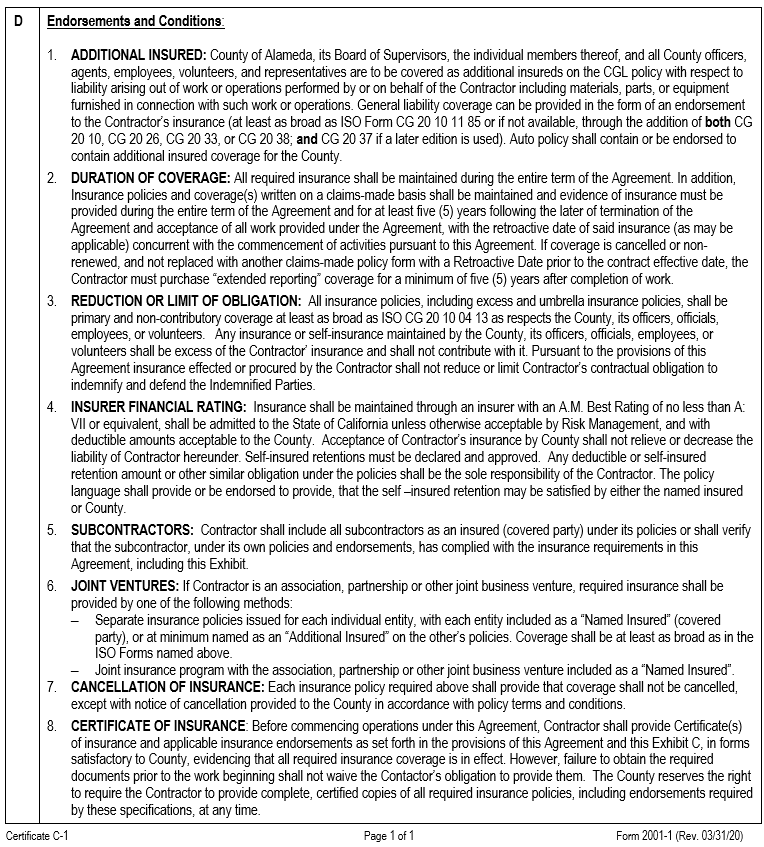 D Endorsements and Conditions:
1. ADDITIONAL INSURED: County of Alameda, its Board of Supervisors, the individual members thereof, and all County officers,
agents, employees, volunteers, and representatives are to be covered as additional insureds on the CGL policy with respect to
liability arising out of work or operations performed by or on behalf of the Contractor including materials, parts, or equipment
furnished in connection with such work or operations. General liability coverage can be provided in the form of an endorsement
to the Contractor's insurance (at least as broad as ISO Form CG 20 10 11 85 or if not available, through the addition of both CG
20 10, CG 20 26, CG 20 33, or CG 20 38; and CG 20 37 if a later edition is used). Auto policy shall contain or be endorsed to
contain additional insured coverage for the County.
2. DURATION OF COVERAGE: All required insurance shall be maintained during the entire term of the Agreement. In addition,
Insurance policies and coverage(s) written on a claims-made basis shall be maintained and evidence of insurance must be
provided during the entire term of the Agreement and for at least five (5) years following the later of termination of the
Agreement and acceptance of all work provided under the Agreement, with the retroactive date of said insurance (as may be
applicable) concurrent with the commencement of activities pursuant to this Agreement. If coverage is cancelled or non-
renewed, and not replaced with another claims-made policy form with a Retroactive Date prior to the contract effective date, the
Contractor must purchase "extended reporting" coverage for a minimum of five (5) years after completion of work.
3. REDUCTION OR LIMIT OF OBLIGATION: All insurance policies, including excess and umbrella insurance policies, shall be
primary and non-contributory coverage at least as broad as ISO CG 20 10 04 13 as respects the County, its officers, officials,
employees, or volunteers. Any insurance or self-insurance maintained by the County, its officers, officials, employees, or
volunteers shall be excess of the Contractor' insurance and shall not contribute with it. Pursuant to the provisions of this
Agreement insurance effected or procured by the Contractor shall not reduce or limit Contractor's contractual obligation to
indemnify and defend the Indemnified Parties.
4. INSURER FINANCIAL RATING: Insurance shall be maintained through an insurer with an A.M. Best Rating of no less than A:
VII or equivalent, shall be admitted to the State of California unless otherwise acceptable by Risk Management, and with
deductible amounts acceptable to the County. Acceptance of Contractor's insurance by County shall not relieve or decrease the
liability of Contractor hereunder. Self-insured retentions must be declared and approved. Any deductible or self-insured
retention amount or other similar obligation under the policies shall be the sole responsibility of the Contractor. The policy
language shall provide or be endorsed to provide, that the self –insured retention may be satisfied by either the named insured
or County.
5. SUBCONTRACTORS: Contractor shall include all subcontractors as an insured (covered party) under its policies or shall verify
that the subcontractor, under its own policies and endorsements, has complied with the insurance requirements in this
Agreement, including this Exhibit.
6. JOINT VENTURES: If Contractor is an association, partnership or other joint business venture, required insurance shall be
provided by one of the following methods:
– Separate insurance policies issued for each individual entity, with each entity included as a "Named Insured" (covered
party), or at minimum named as an "Additional Insured" on the other's policies. Coverage shall be at least as broad as in the
ISO Forms named above.
– Joint insurance program with the association, partnership or other joint business venture included as a "Named Insured".
7. CANCELLATION OF INSURANCE: Each insurance policy required above shall provide that coverage shall not be cancelled,
except with notice of cancellation provided to the County in accordance with policy terms and conditions.
8. CERTIFICATE OF INSURANCE: Before commencing operations under this Agreement, Contractor shall provide Certificate(s)
of insurance and applicable insurance endorsements as set forth in the provisions of this Agreement and this Exhibit C, in forms
satisfactory to County, evidencing that all required insurance coverage is in effect. However, failure to obtain the required
documents prior to the work beginning shall not waive the Contactor's obligation to provide them. The County reserves the right
to require the Contractor to provide complete, certified copies of all required insurance policies, including endorsements required
by these specifications, at any time.
Certificate C-1 Page 1 of 1 Form 2001-1 (Rev. 03/31/20)